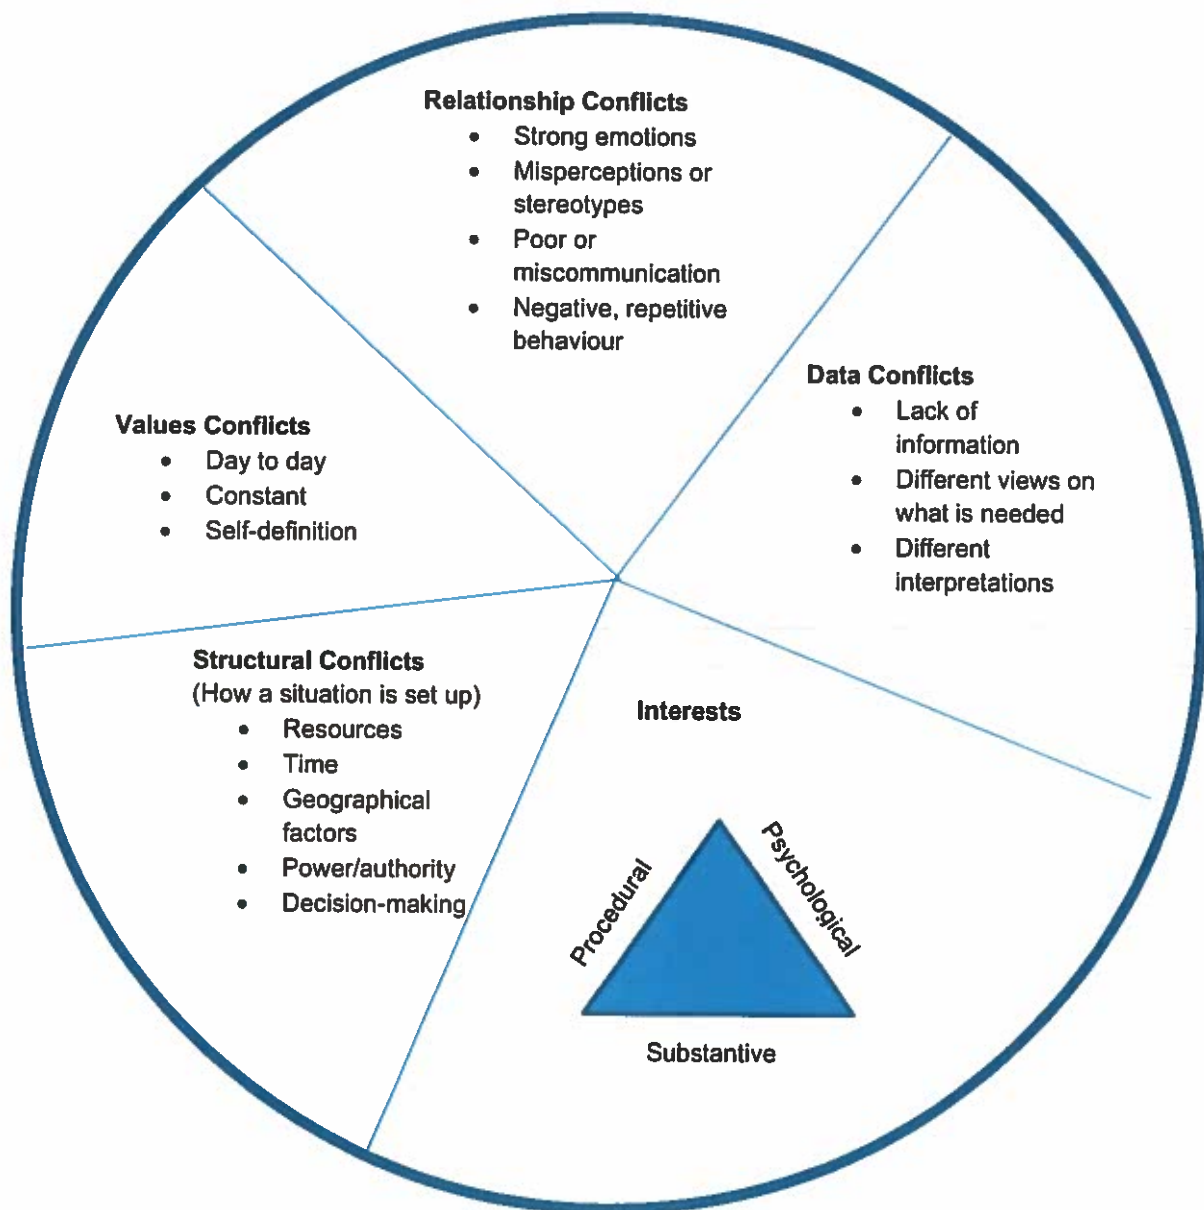 Relationship Conflicts
• Strong emotions
• Misperceptions or
stereotypes
• Poor or
miscommunication
• Negative, repetitive
behaviour
Data Conflicts
• Lack of
information
• Different views on
what is needed
• Different
interpretations
Values Conflicts
• Day to day
• Constant
• Self-definition
Structural Conflicts
(How a situation is set up)
• Resources
• Time
• Geographical
factors
• Power/authority
• Decision-making
Interests
Procedural
Psychological
Substantive